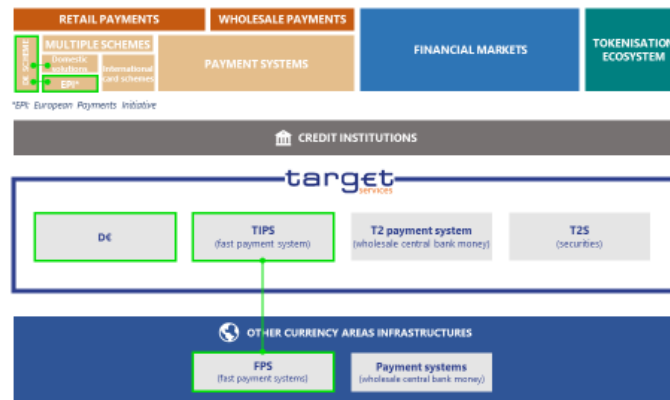 RETAIL PAYMENTS
WHOLESALE PAYMENTS
D€ SCHEME
MULTIPLE SCHEMES
Domestic
solutions
EPI*
International
card schemes
PAYMENT SYSTEMS
FINANCIAL MARKETS
TOKENISATION
ECOSYSTEM
*EPI: European Payments Initiative
CREDIT INSTITUTIONS
target
services
D€
TIPS
(fast payment system)
T2 payment system
(wholesale central bank money)
T2S
(securities)
OTHER CURRENCY AREAS INFRASTRUCTURES
FPS
(fast payment systems)
Payment systems
(wholesale central bank money)